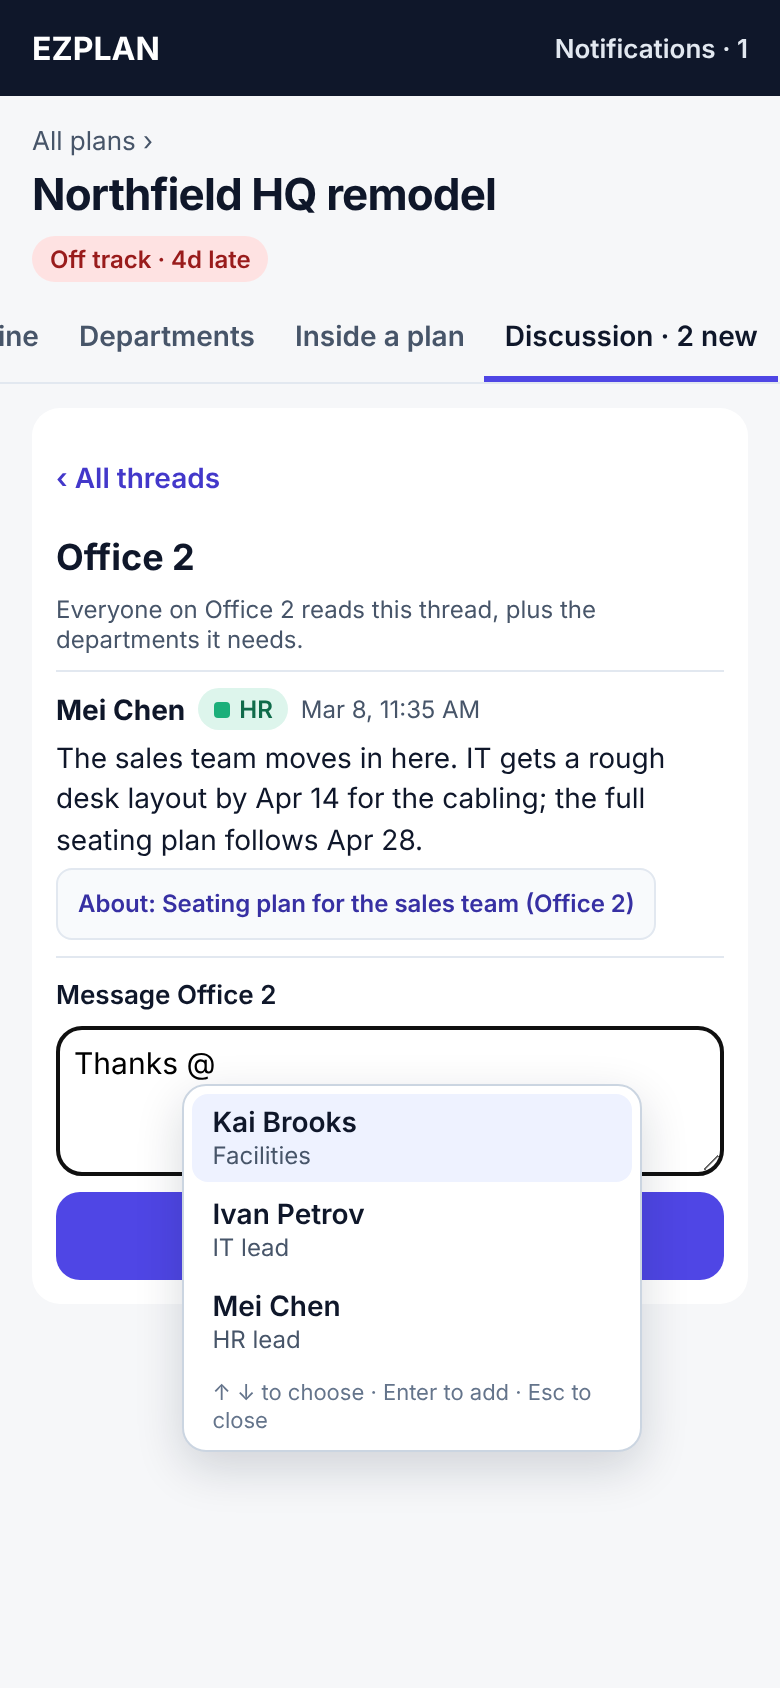 EZPLAN
Notifications · 1
All plans ›
Northfield HQ remodel
Off track · 4d late
ine
Departments
Inside a plan
Discussion · 2 new
‹ All threads
Office 2
Everyone on Office 2 reads this thread, plus the
departments it needs.
Mei Chen
HR
Mar 8, 11:35 AM
The sales team moves in here. IT gets a rough
desk layout by Apr 14 for the cabling; the full
seating plan follows Apr 28.
About: Seating plan for the sales team (Office 2)
Message Office 2
Thanks @
Kai Brooks
Facilities
Ivan Petrov
IT lead
Mei Chen
HR lead
↑ ↓ to choose · Enter to add · Esc to
close